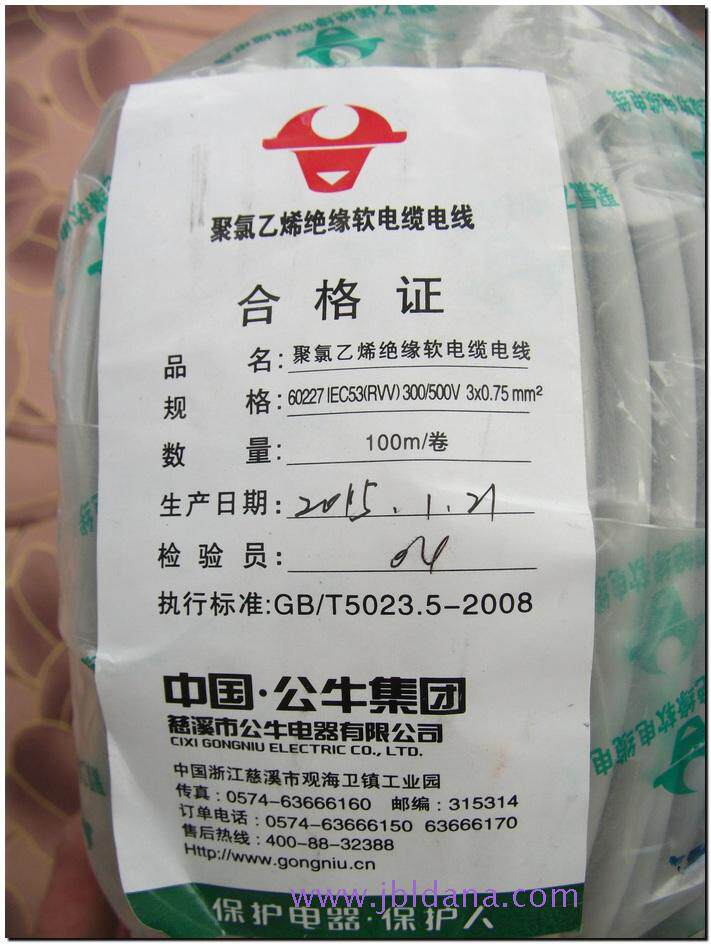 聚氯乙烯绝缘软电缆电线
合格证
品 名: 聚氯乙烯绝缘软电缆电线
规 格: 60227 IEC53(RVV) 300/500V 3x0.75 mm²
数 量: 100m/卷
生产日期: 2015.1.21
检 验 员: 04
执行标准:GB/T5023.5-2008
中国·公牛集团
慈溪市公牛电器有限公司
CIXI GONGNIU ELECTRIC CO., LTD.
中国浙江慈溪市观海卫镇工业园
传真:0574-63666160 邮编:315314
订单电话:0574-63666150 63666170
售后热线:400-88-32388
Http://www.gongniu.cn
www.jbldana.com
保护电器·保护人